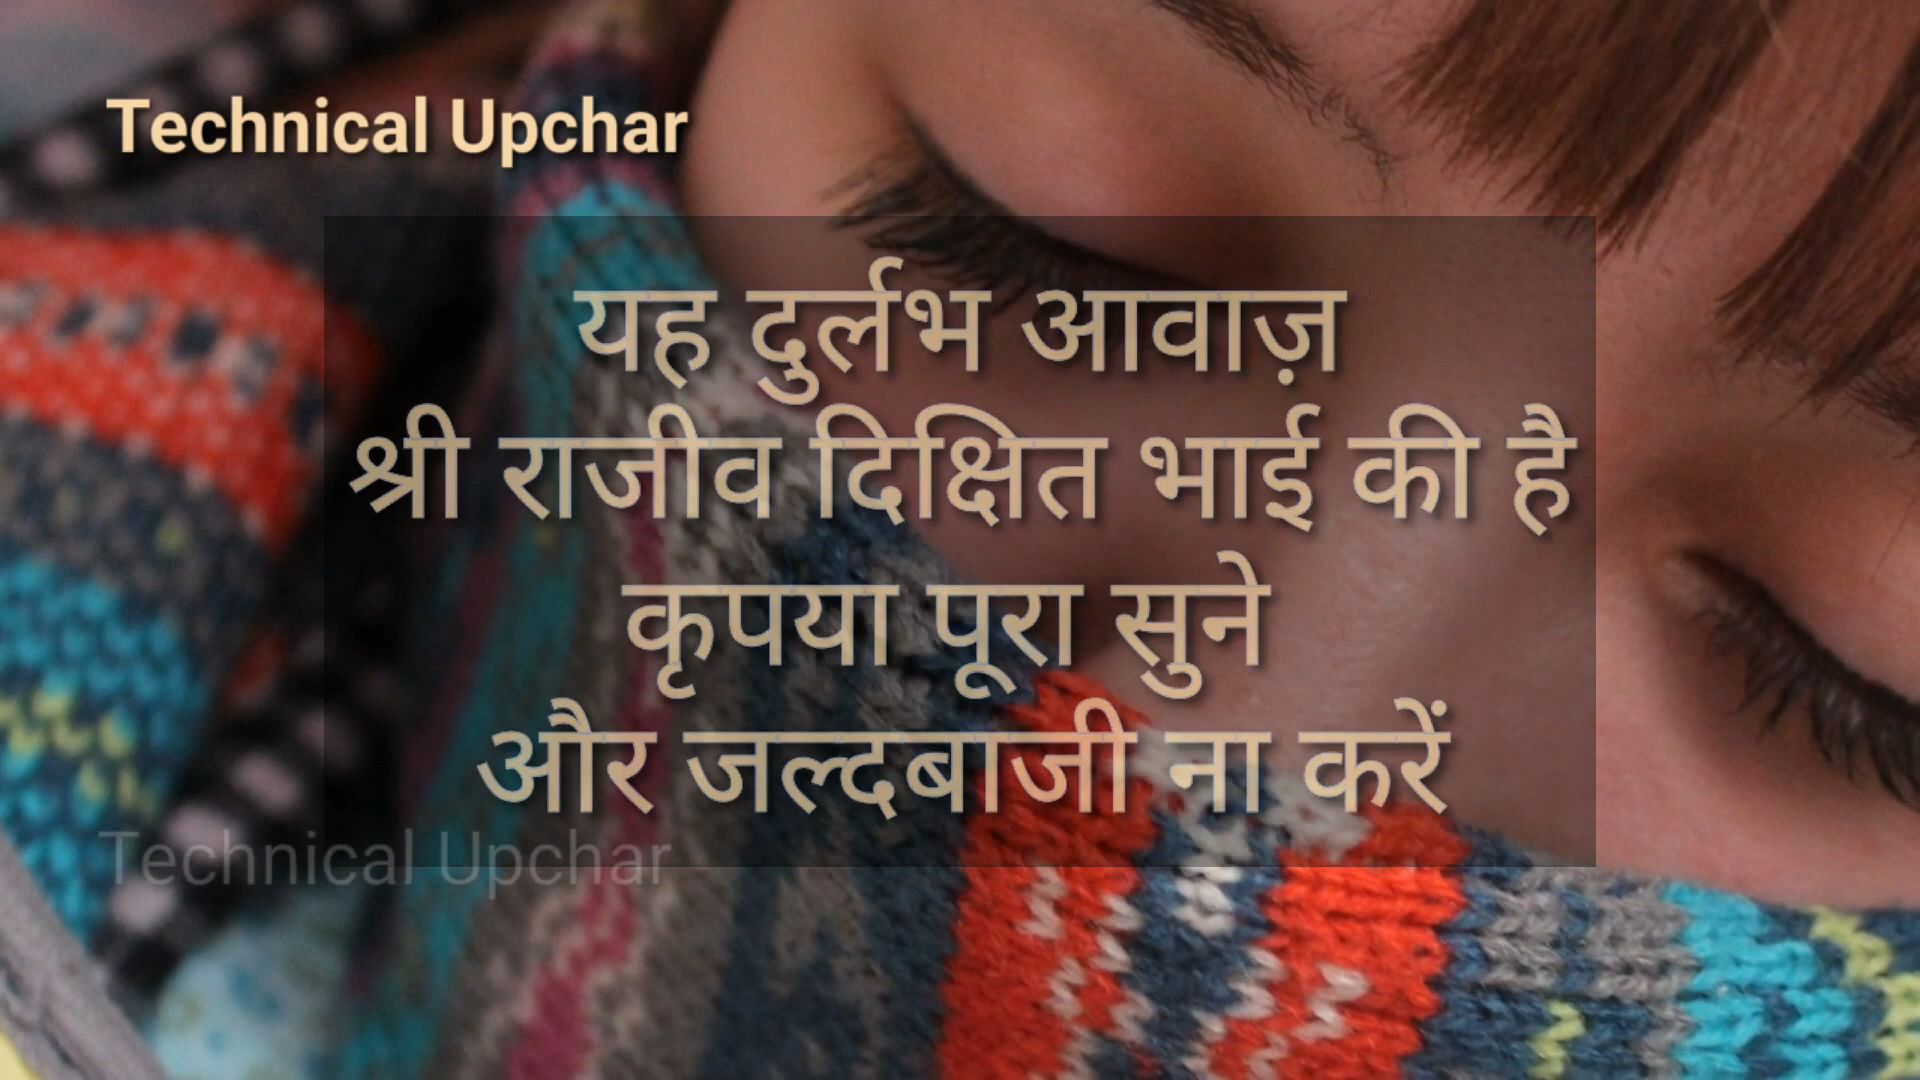 Technical Upchar
यह दुर्लभ आवाज़
श्री राजीव दिक्षित भाई की है
कृपया पूरा सुने
और जल्दबाजी ना करें
Technical Upchar